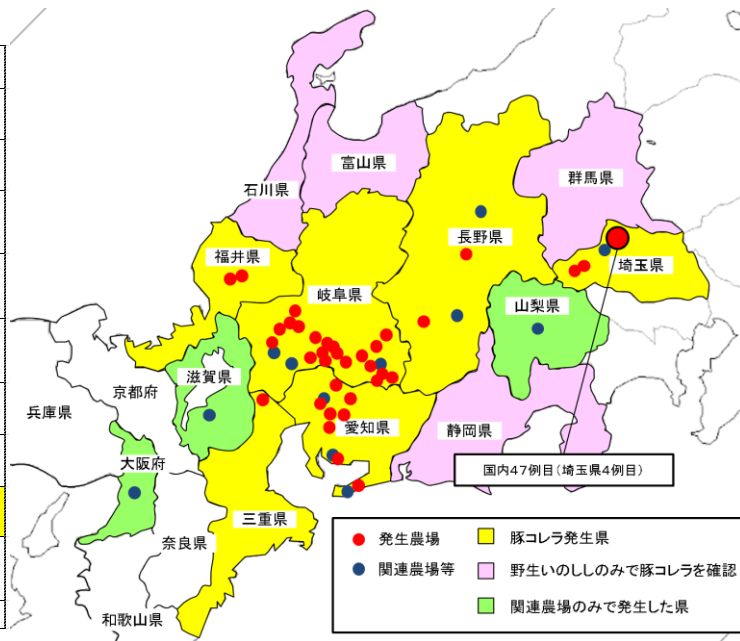 富山県
群馬県
石川県
長野県
福井県
埼玉県
岐阜県
山梨県
滋賀県
京都府
兵庫県
愛知県
静岡県
大阪府
国内47例目(埼玉県4例目)
三重県
奈良県
和歌山県
発生農場
豚コレラ発生県
関連農場等
野生いのししのみで豚コレラを確認
関連農場のみで発生した県